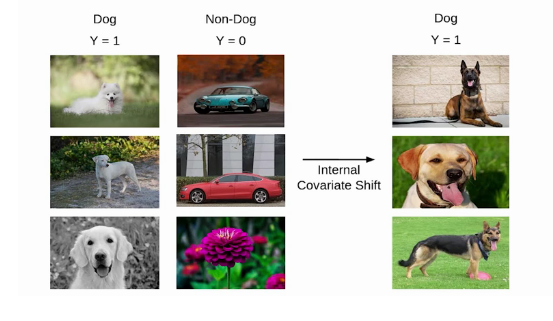 Dog
Y = 1
Non-Dog
Y = 0
Internal
Covariate Shift
Dog
Y = 1